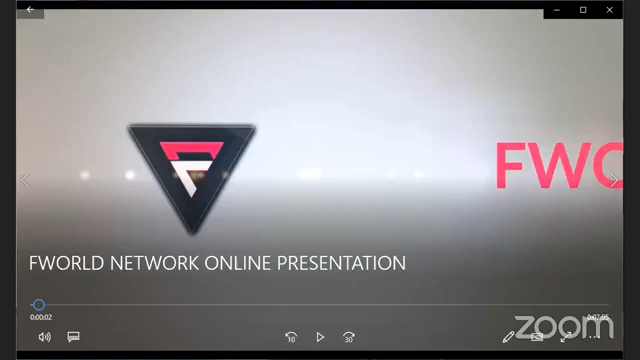 FWO
FWORLD NETWORK ONLINE PRESENTATION
0:00:02
0:07:05
10
30
zoom